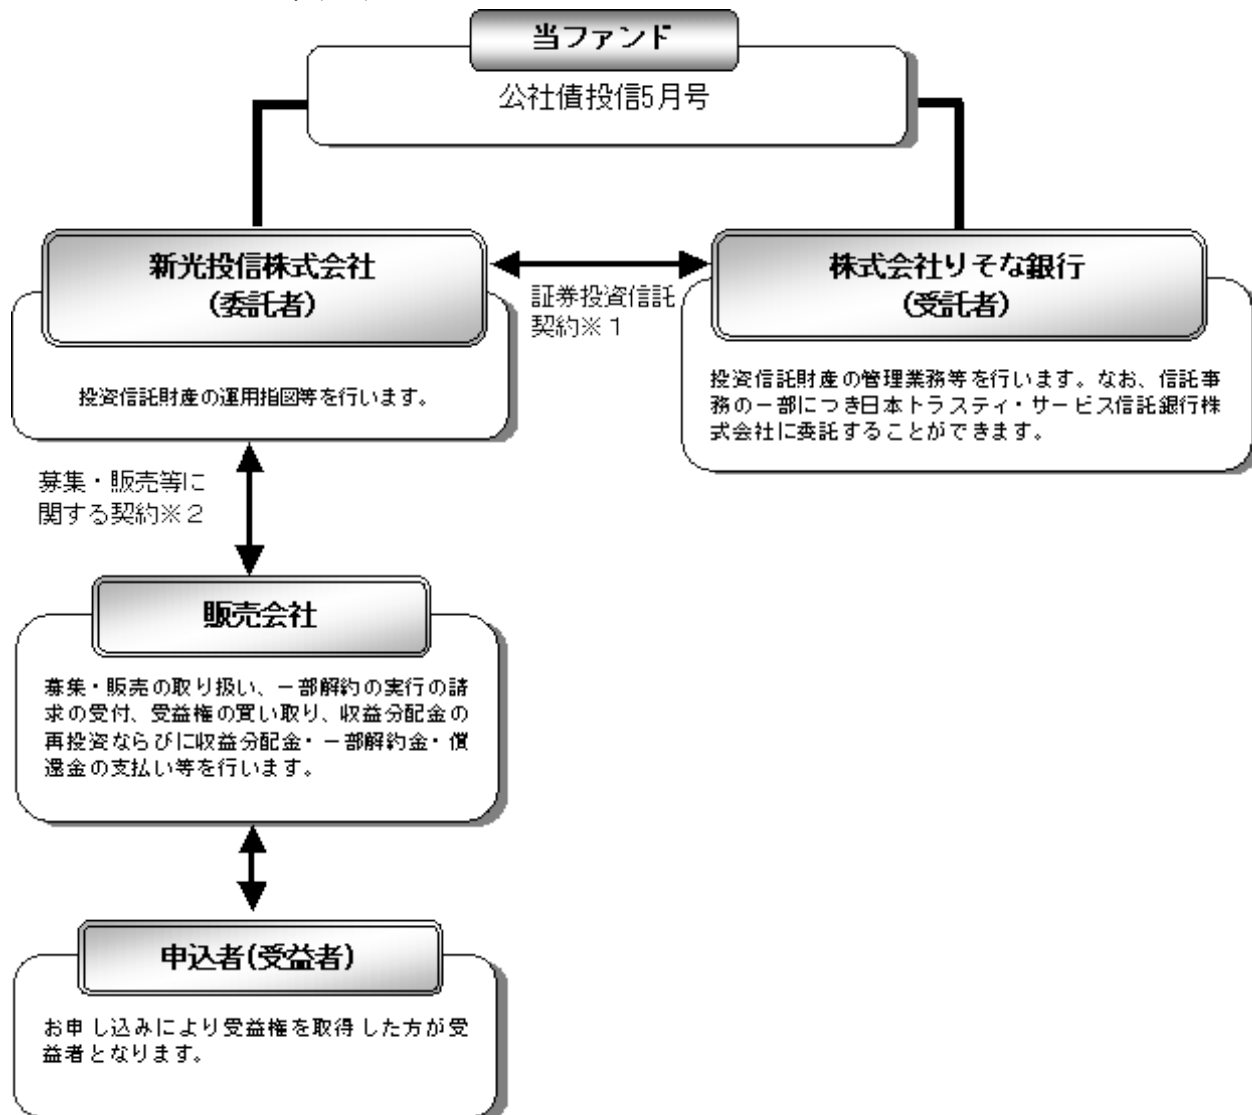 当ファンド
公社債投信5月号
新光投信株式会社
(委託者)
投資信託財産の運用指図等を行います。
証券投資信託
契約※１
株式会社りそな銀行
(受託者)
投資信託財産の管理業務等を行います。なお、信託事
務の一部につき日本トラスティ・サービス信託銀行株
式会社に委託することができます。
募集・販売等に
関する契約※２
販売会社
募集・販売の取り扱い、一部解約の実行の請
求の受付、受益権の買い取り、収益分配金の
再投資ならびに収益分配金・一部解約金・償
還金の支払い等を行います。
申込者(受益者)
お申し込みにより受益権を取得した方が受
益者となります。